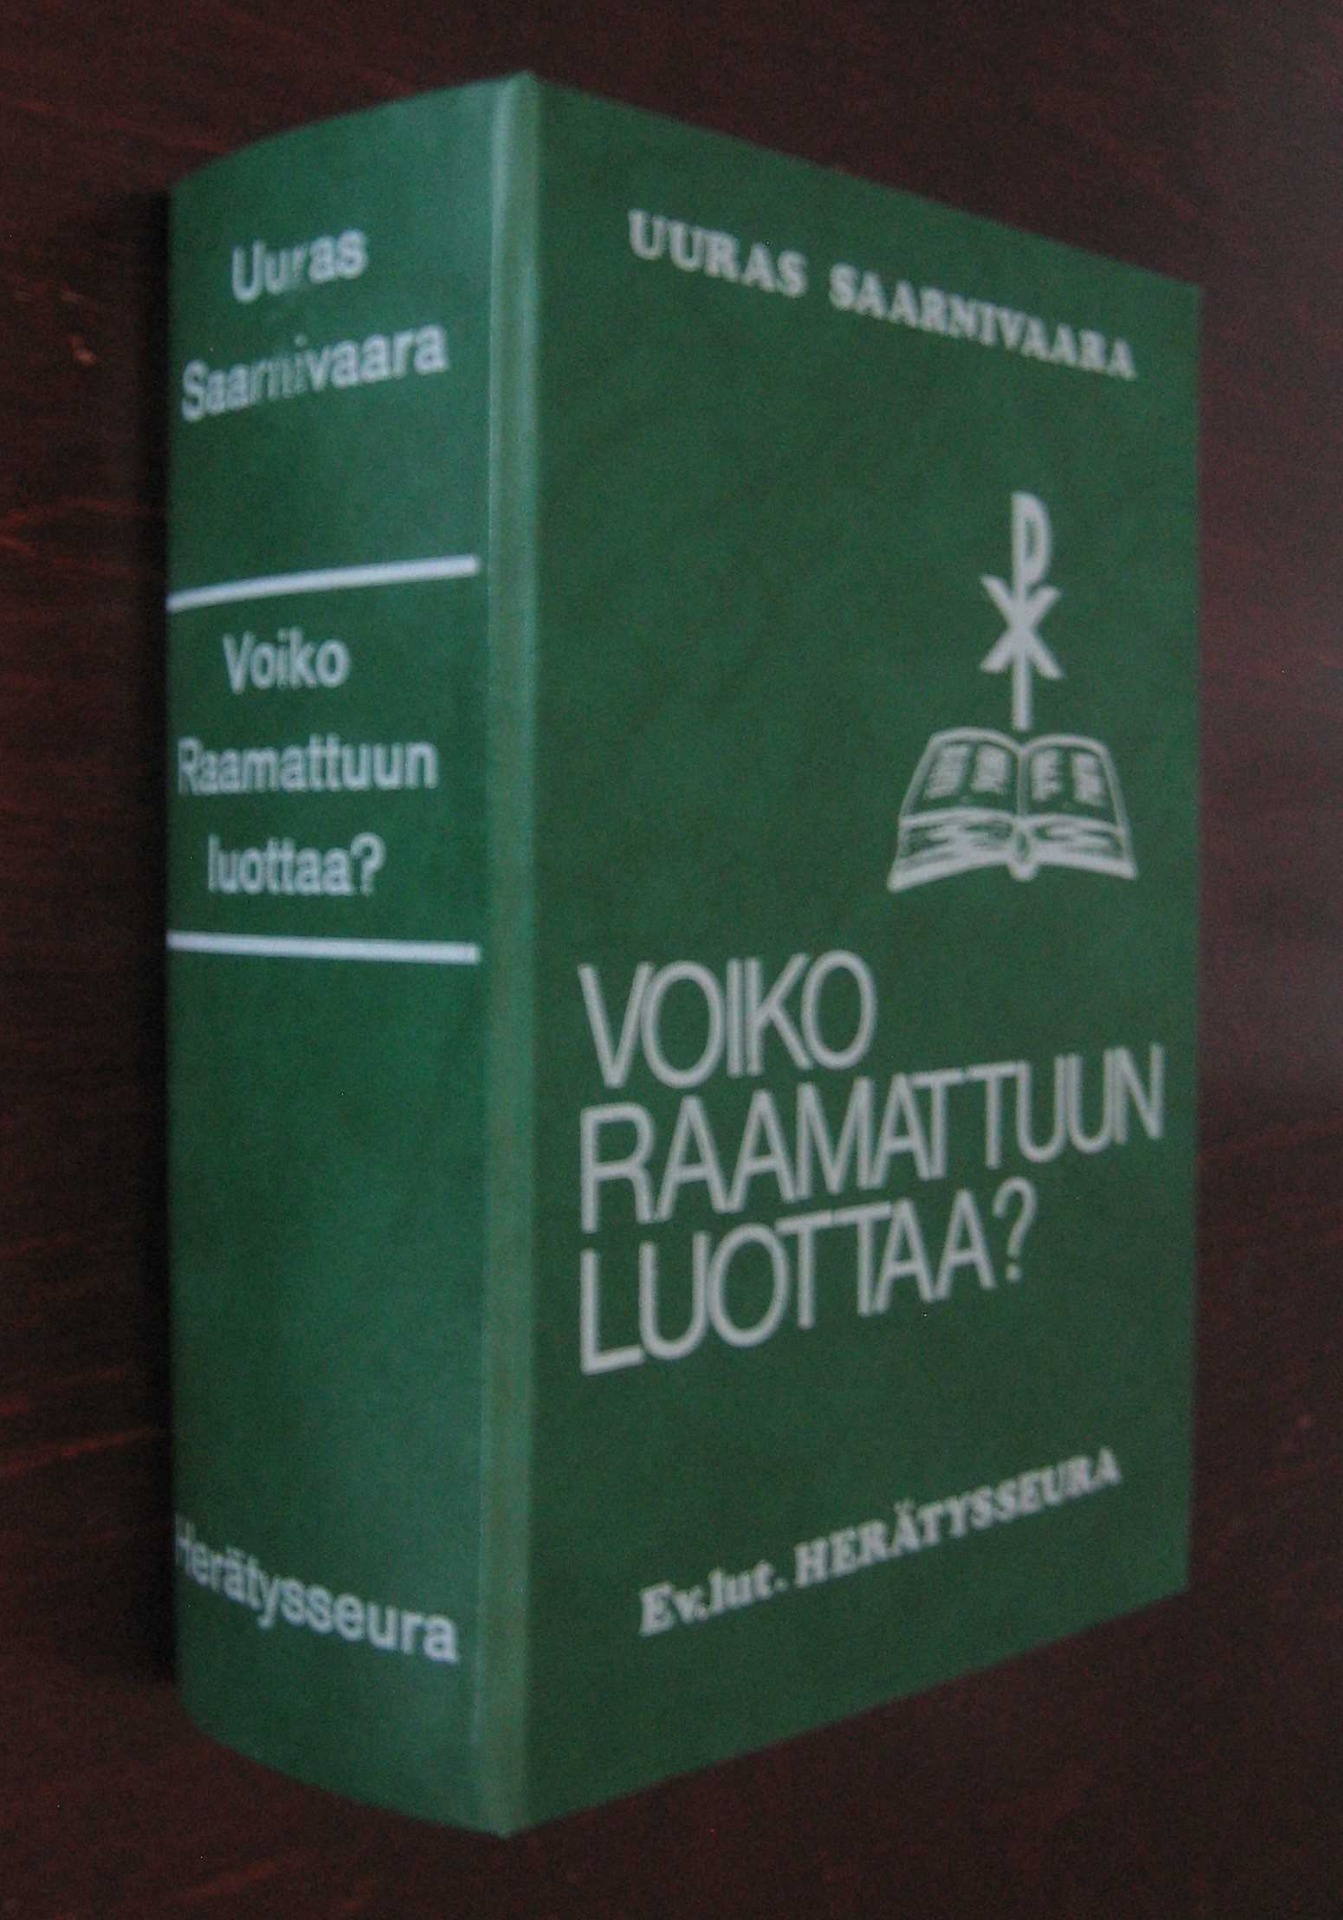 Uuras
Saarnivaara
Voiko
Raamattuun
luottaa?
Herätysseura
UURAS SAARNIVAARA
VOIKO
RAAMATTUUN
LUOTTAA?
Ev.lut. HERÄTYSSEURA